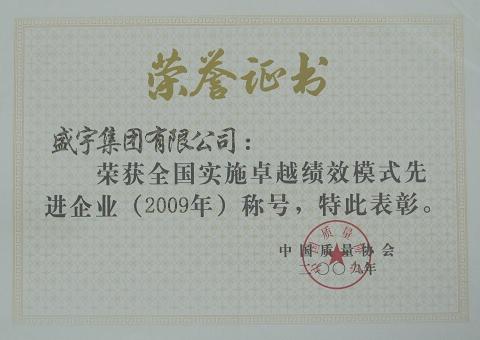 荣誉证书
盛宇集团有限公司：
荣获全国实施卓越绩效模式先
进企业（2009年）称号，特此表彰。
中国质量协会
二〇〇九年